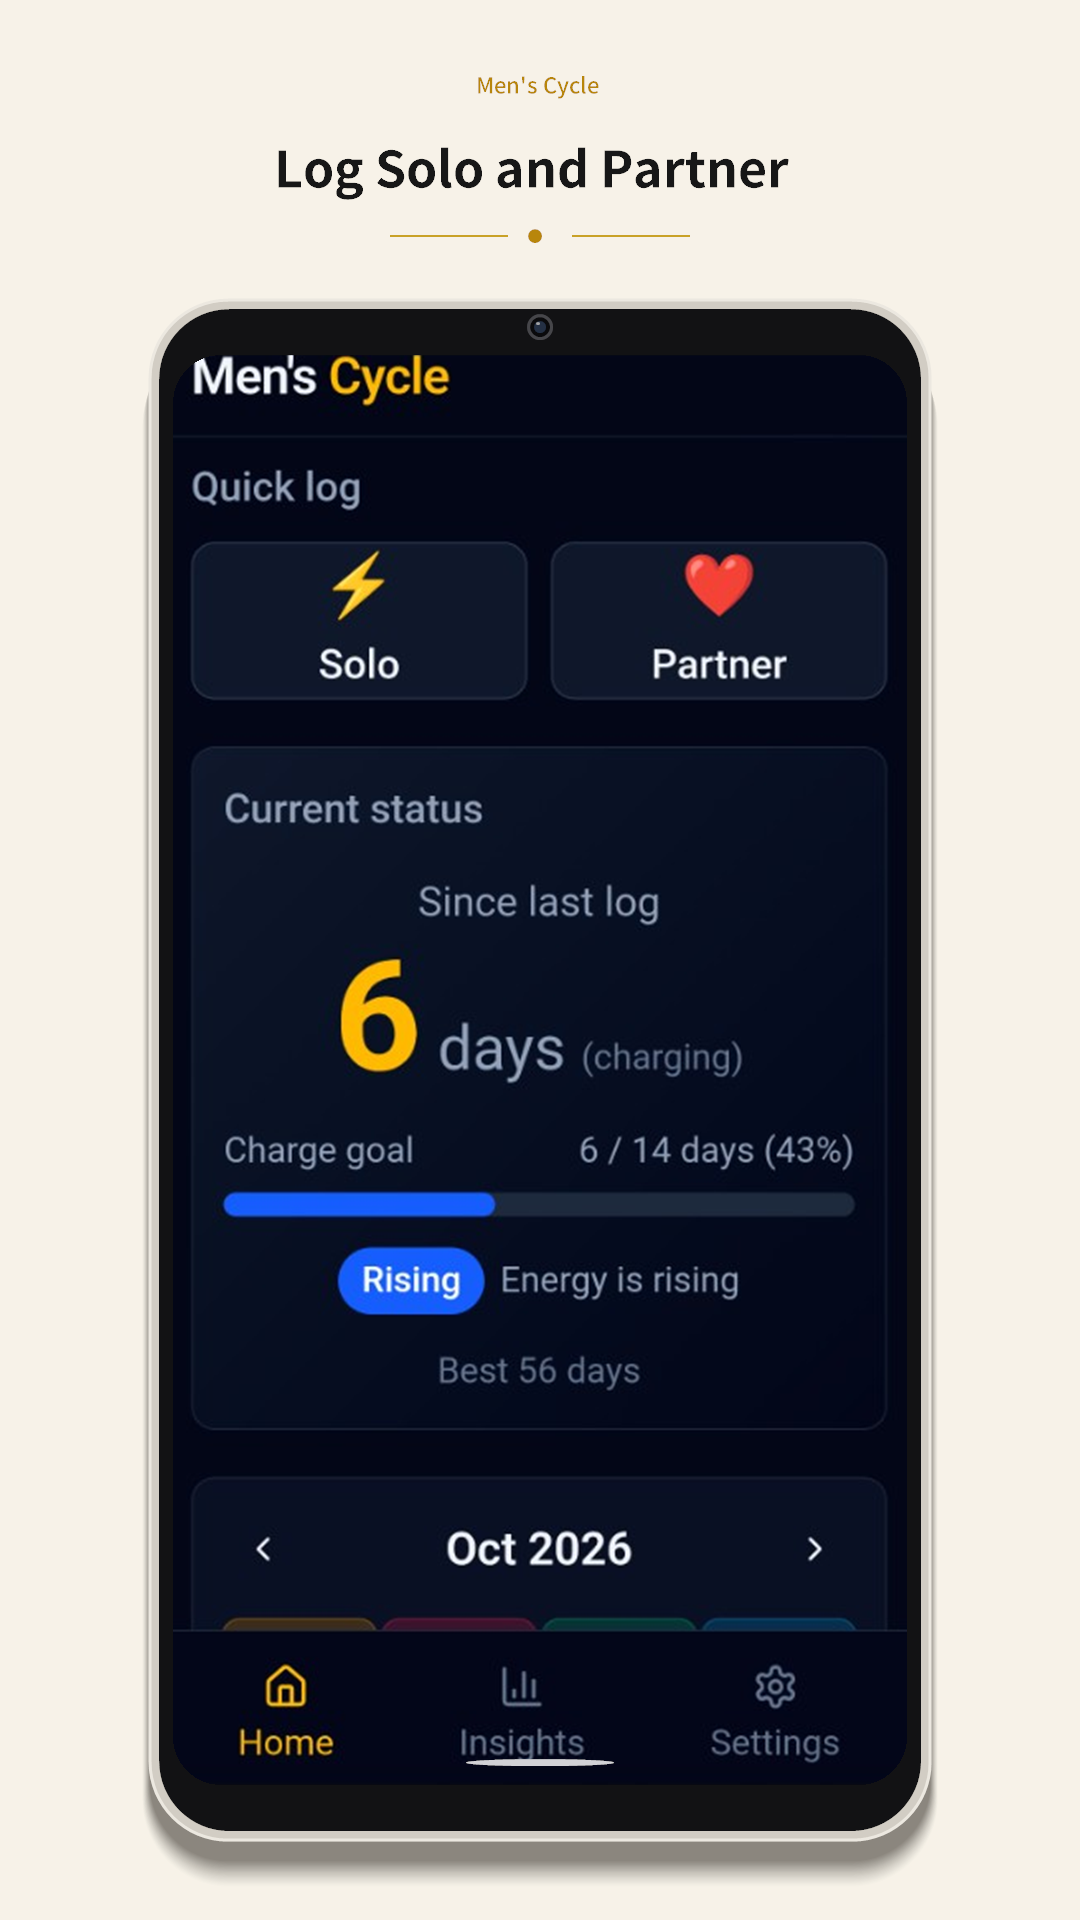 Men's Cycle
Log Solo and Partner
Men's Cycle
Quick log
Solo
Partner
Current status
Since last log
6 days (charging)
Charge goal
6 / 14 days (43%)
Rising Energy is rising
Best 56 days
Oct 2026
Home
Insights
Settings